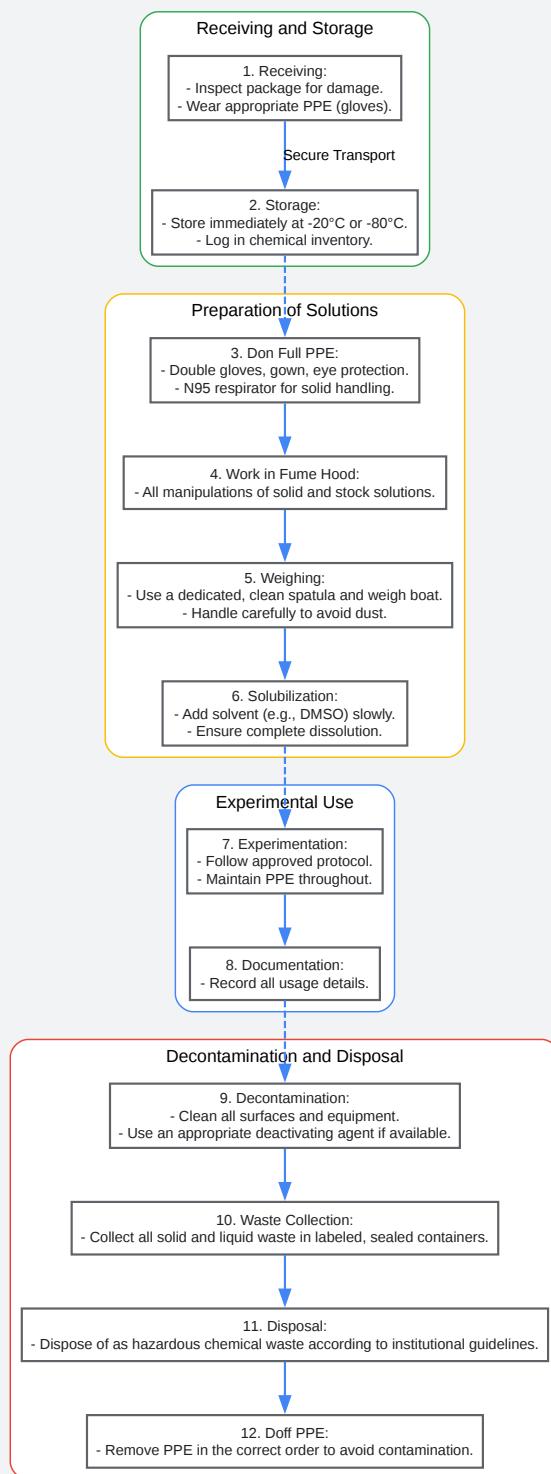 Receiving and Storage
1. Receiving:
- Inspect package for damage.
- Wear appropriate PPE (gloves).
Secure Transport
2. Storage:
- Store immediately at -20°C or -80°C.
- Log in chemical inventory.
Preparation of Solutions
3. Don Full PPE:
- Double gloves, gown, eye protection.
- N95 respirator for solid handling.
4. Work in Fume Hood:
- All manipulations of solid and stock solutions.
5. Weighing:
- Use a dedicated, clean spatula and weigh boat.
- Handle carefully to avoid dust.
6. Solubilization:
- Add solvent (e.g., DMSO) slowly.
- Ensure complete dissolution.
Experimental Use
7. Experimentation:
- Follow approved protocol.
- Maintain PPE throughout.
8. Documentation:
- Record all usage details.
Decontamination and Disposal
9. Decontamination:
- Clean all surfaces and equipment.
- Use an appropriate deactivating agent if available.
10. Waste Collection:
- Collect all solid and liquid waste in labeled, sealed containers.
11. Disposal:
- Dispose of as hazardous chemical waste according to institutional guidelines.
12. Doff PPE:
- Remove PPE in the correct order to avoid contamination.